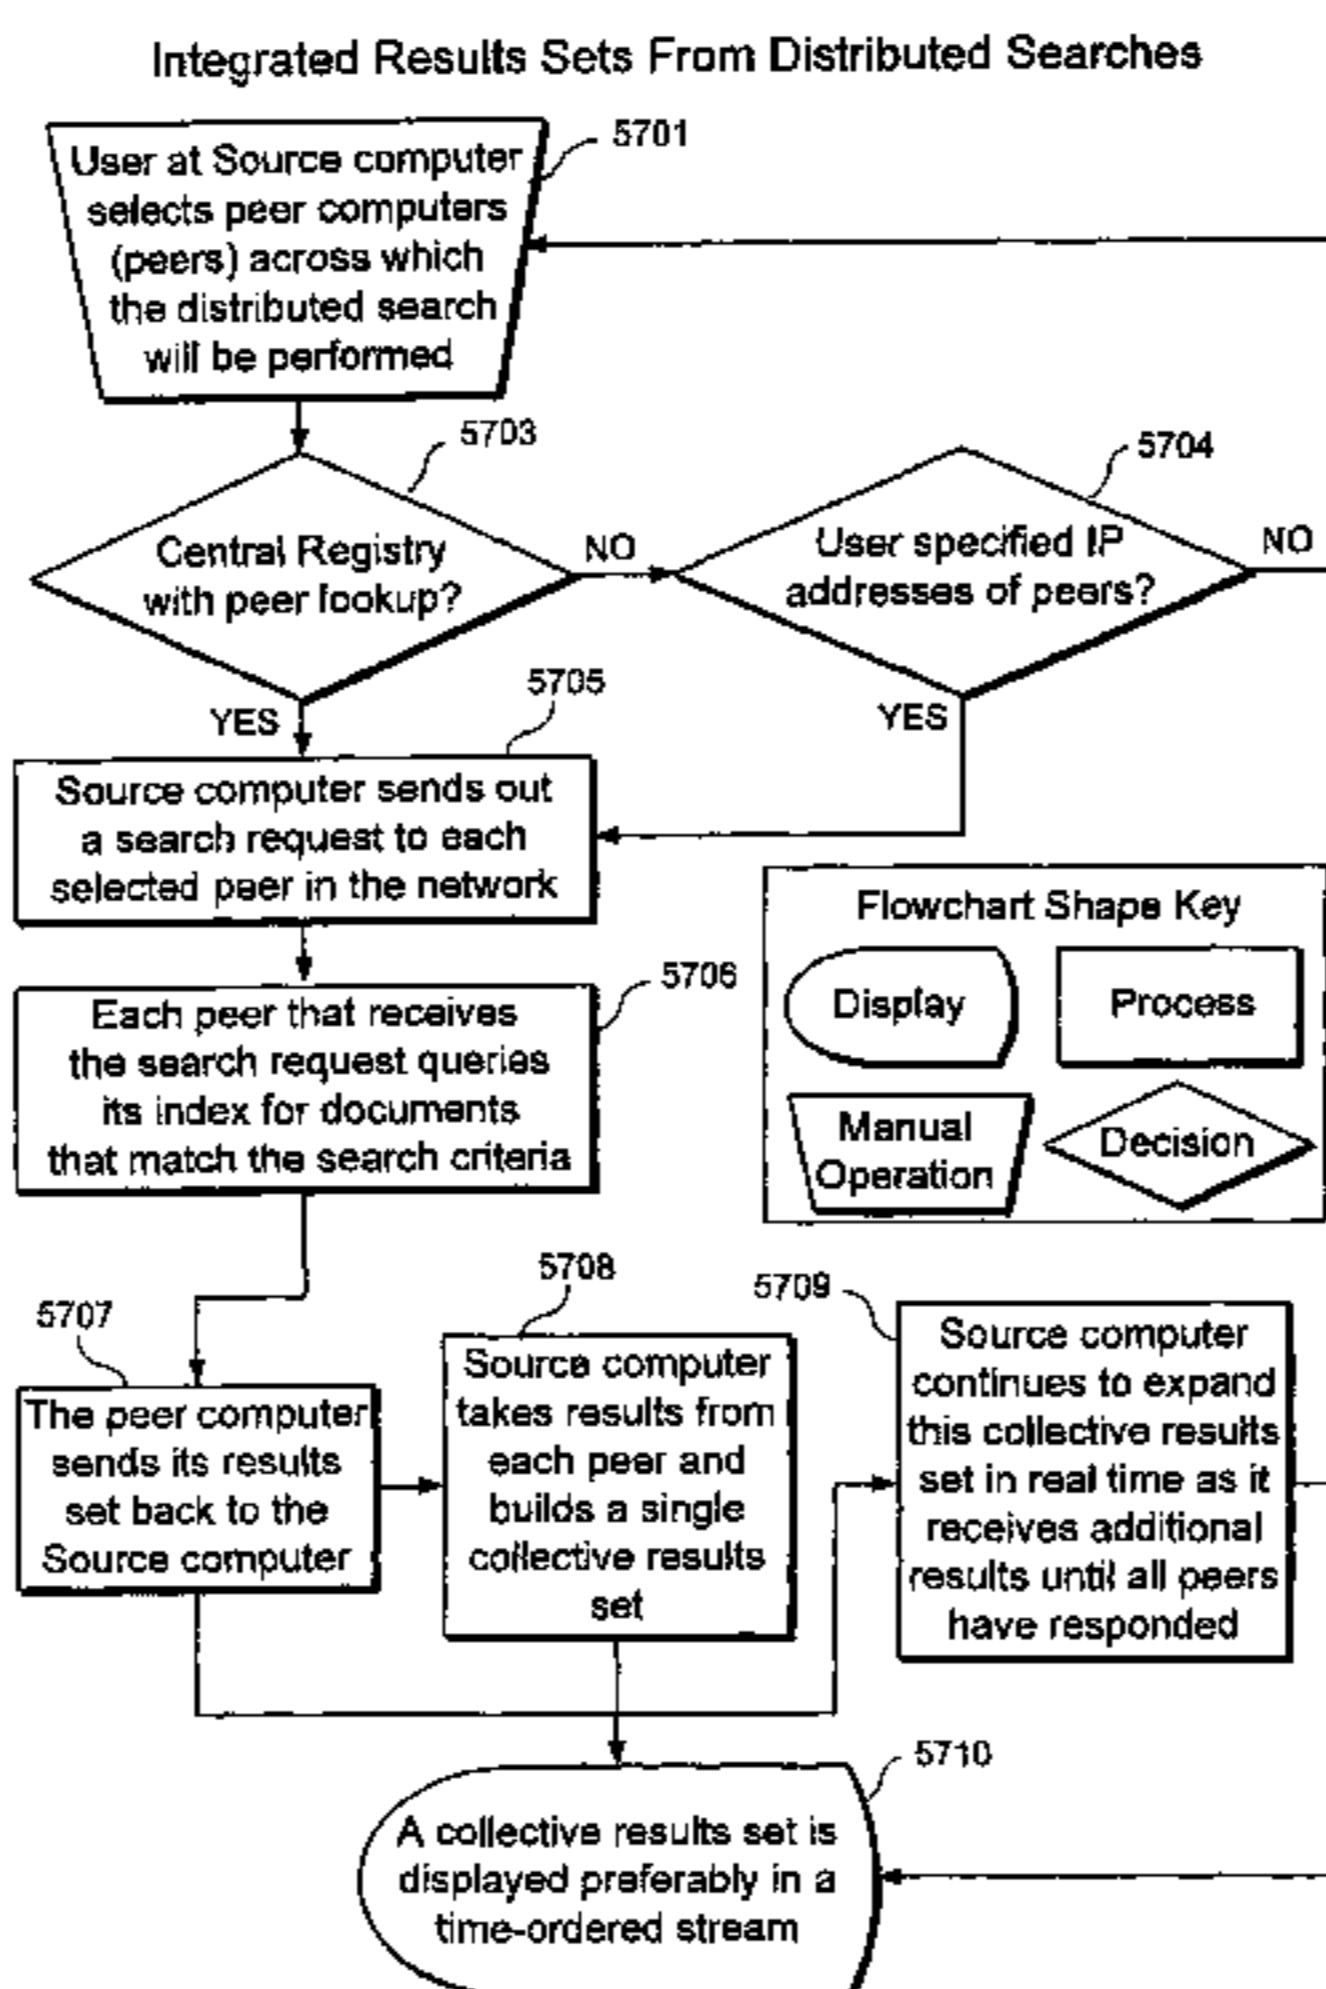 Integrated Results Sets From Distributed Searches
5701
User at Source computer
selects peer computers
(peers) across which
the distributed search
will be performed
5703
Central Registry
with peer lookup?
NO
5704
User specified IP
addresses of peers?
NO
YES
YES
5705
Source computer sends out
a search request to each
selected peer in the network
5706
Each peer that receives
the search request queries
its index for documents
that match the search criteria
Flowchart Shape Key
Display
Process
Manual
Operation
Decision
5707
The peer computer
sends its results
set back to the
Source computer
5708
Source computer
takes results from
each peer and
builds a single
collective results
set
5709
Source computer
continues to expand
this collective results
set in real time as it
receives additional
results until all peers
have responded
5710
A collective results set is
displayed preferably in a
time-ordered stream